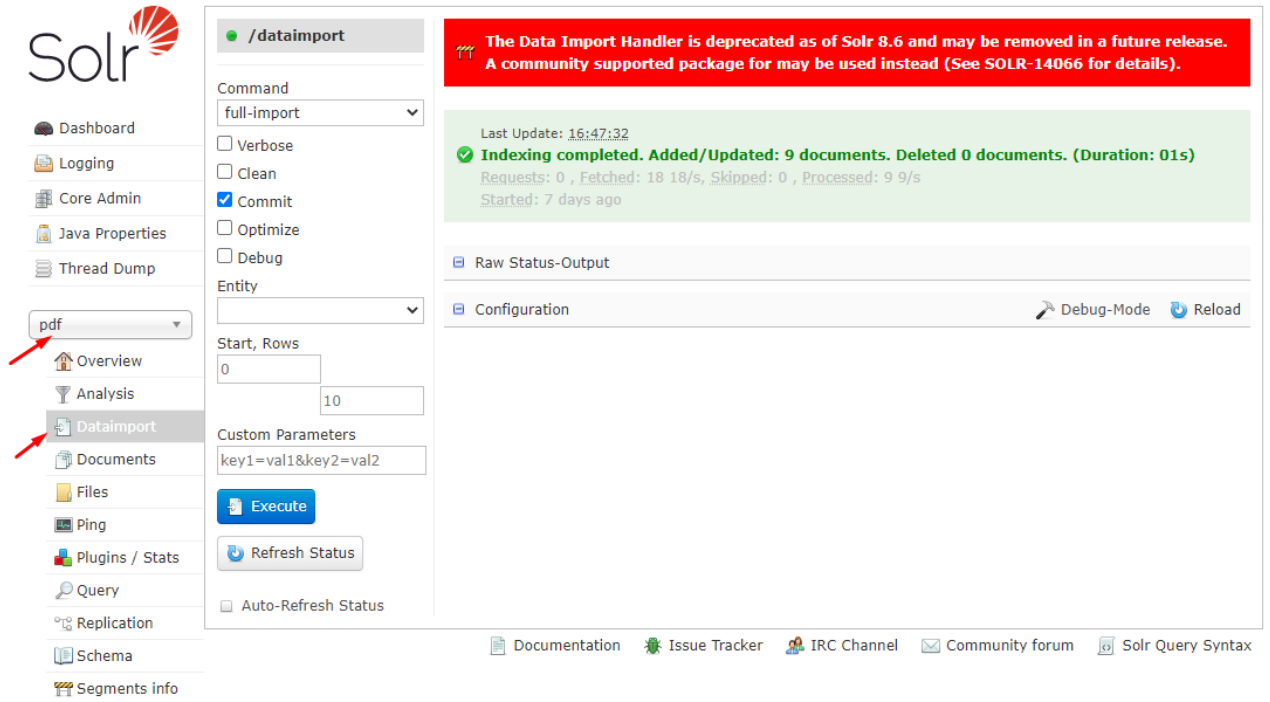 Solr
Dashboard
Logging
Core Admin
Java Properties
Thread Dump
pdf
Overview
Analysis
Dataimport
Documents
Files
Ping
Plugins / Stats
Query
Replication
Schema
Segments info
/dataimport
Command
full-import
Verbose
Clean
Commit
Optimize
Debug
Entity
Start, Rows
0
10
Custom Parameters
key1=val1&key2=val2
Execute
Refresh Status
Auto-Refresh Status
The Data Import Handler is deprecated as of Solr 8.6 and may be removed in a future release.
A community supported package for may be used instead (See SOLR-14066 for details).
Last Update: 16:47:32
Indexing completed. Added/Updated: 9 documents. Deleted 0 documents. (Duration: 01s)
Requests: 0 , Fetched: 18 18/s, Skipped: 0 , Processed: 9 9/s
Started: 7 days ago
Raw Status-Output
Configuration Debug-Mode Reload
Documentation Issue Tracker IRC Channel Community forum Solr Query Syntax